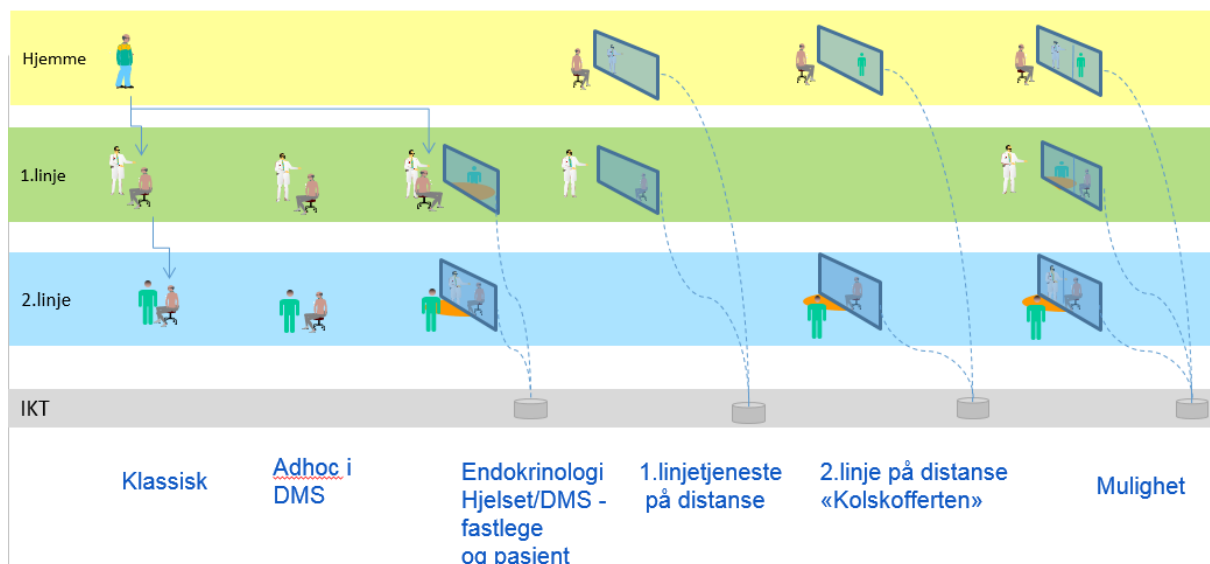 Hjemme
1.linje
2.linje
IKT
Klassisk
Adhoc i
DMS
Endokrinologi
Hjelset/DMS -
fastlege
og pasient
1.linjetjeneste
på distanse
2.linje på distanse
«Kolskofferten»
Mulighet